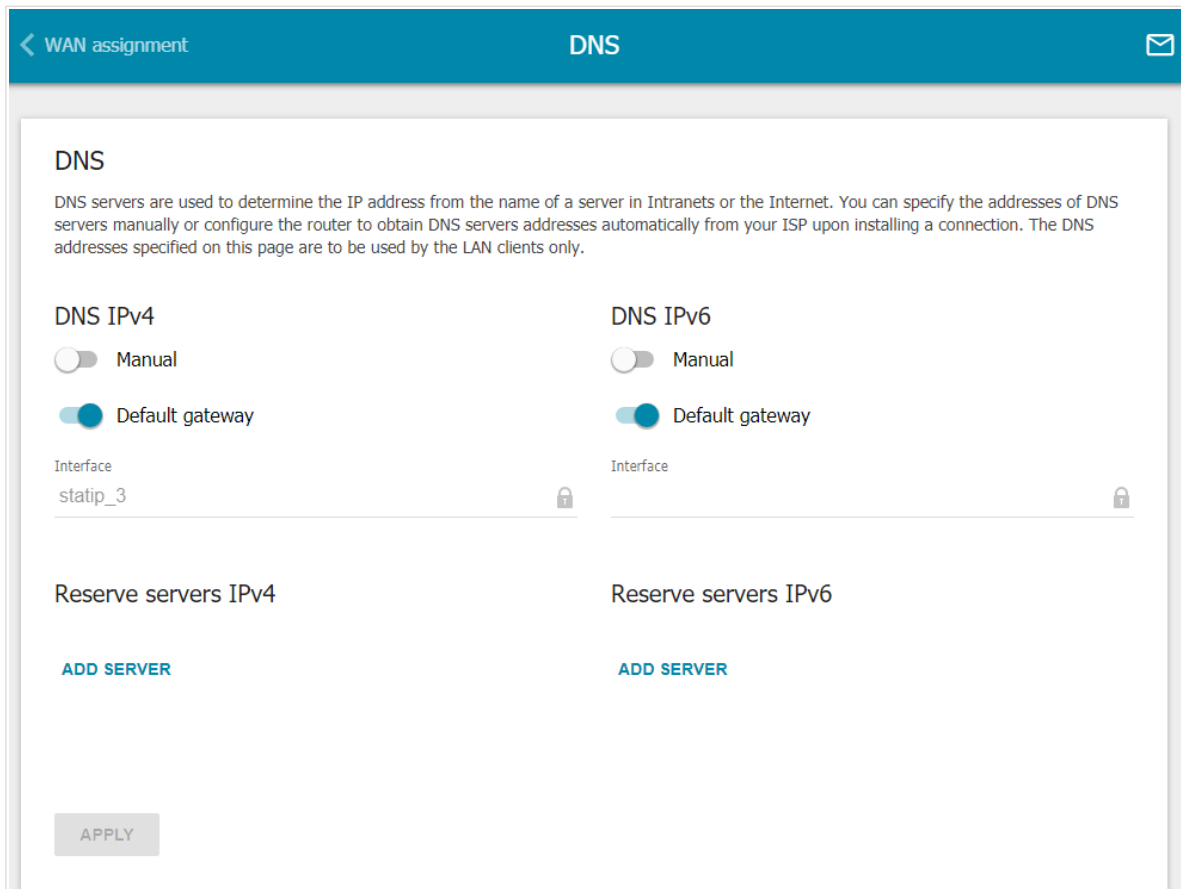 WAN assignment
DNS
DNS
DNS servers are used to determine the IP address from the name of a server in Intranets or the Internet. You can specify the addresses of DNS
servers manually or configure the router to obtain DNS servers addresses automatically from your ISP upon installing a connection. The DNS
addresses specified on this page are to be used by the LAN clients only.
DNS IPv4
Manual
Default gateway
Interface
statip_3
Reserve servers IPv4
ADD SERVER
DNS IPv6
Manual
Default gateway
Interface
Reserve servers IPv6
ADD SERVER
APPLY